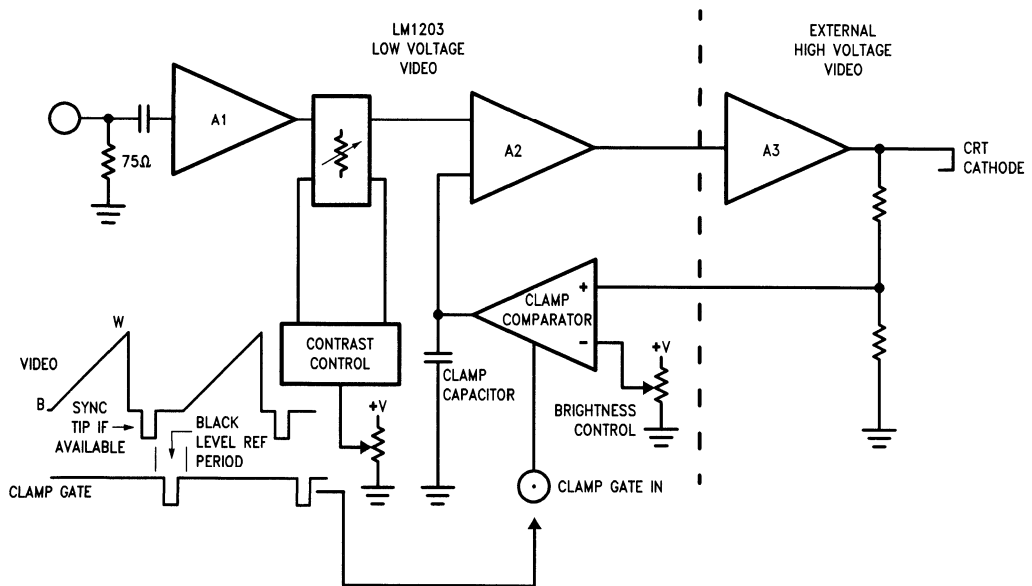 LM1203
LOW VOLTAGE
VIDEO
EXTERNAL
HIGH VOLTAGE
VIDEO
A1
75Ω
A2
A3
CRT
CATHODE
+
CLAMP
COMPARATOR
−
CONTRAST
CONTROL
CLAMP
CAPACITOR
+V
BRIGHTNESS
CONTROL
+V
W
VIDEO
B
SYNC
TIP IF
AVAILABLE
BLACK
LEVEL REF
PERIOD
CLAMP GATE
CLAMP GATE IN